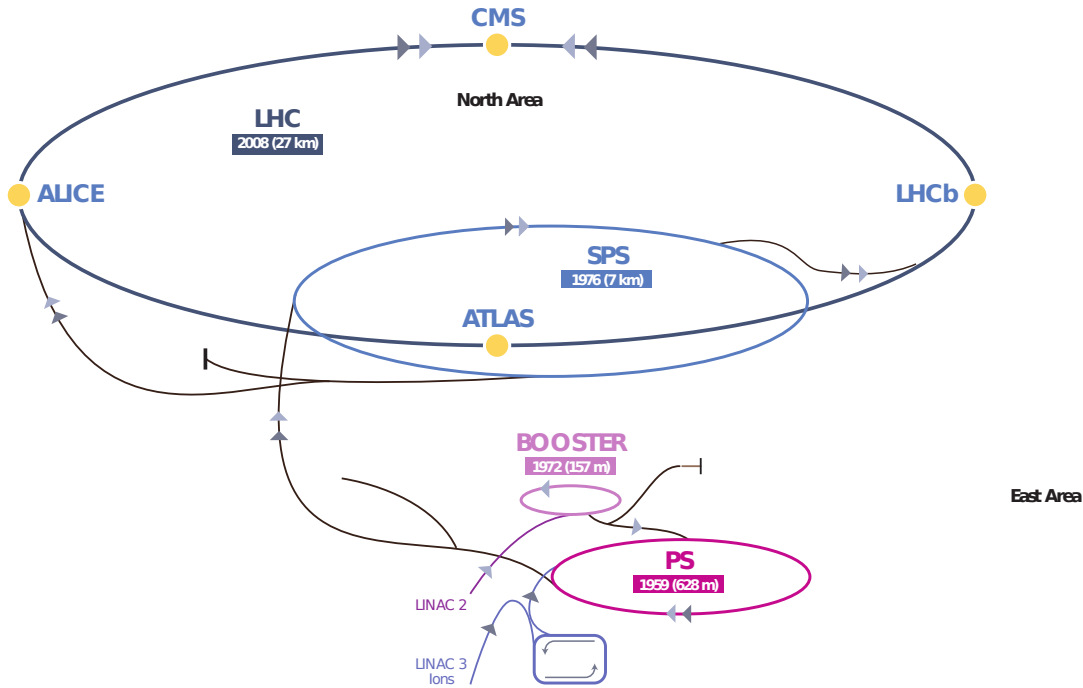 CMS
North Area
LHC
2008 (27 km)
ALICE
LHCb
SPS
1976 (7 km)
ATLAS
BOOSTER
1972 (157 m)
East Area
PS
1959 (628 m)
LINAC 2
LINAC 3
Ions